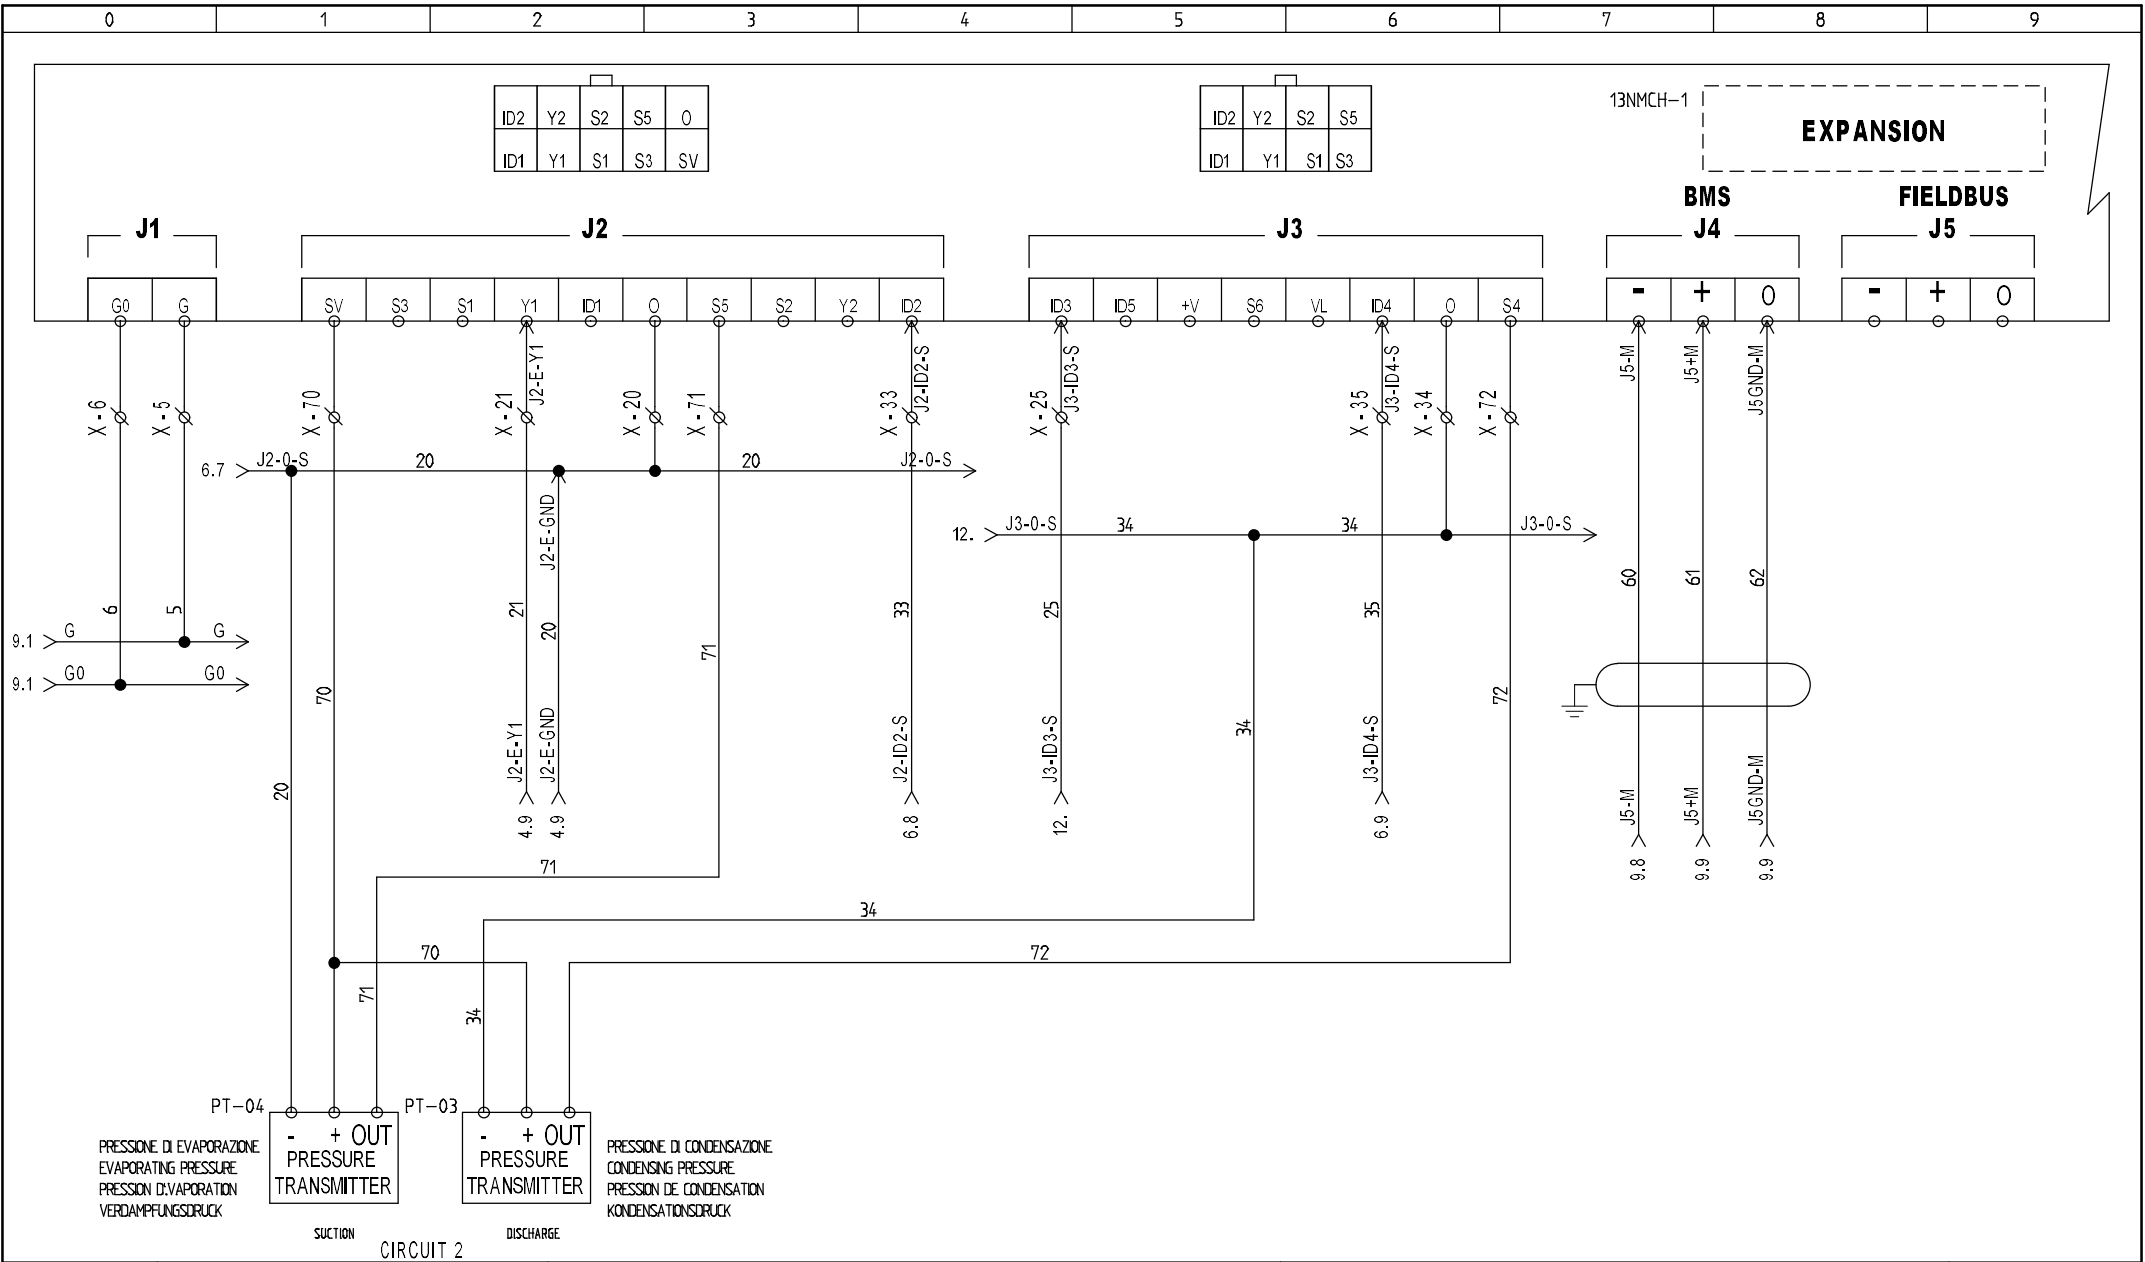 0 1 2 3 4 5 6 7 8 9
ID2 Y2 S2 S5 O
ID1 Y1 S1 S3 SV
ID2 Y2 S2 S5
ID1 Y1 S1 S3
13NMCH-1
EXPANSION
BMS FIELDBUS
J1 J2 J3 J4 J5
G0 G SV S3 S1 Y1 ID1 O S5 S2 Y2 ID2 ID3 ID5 +V S6 VL ID4 O S4 - + O - + O
J2-E-Y1 J2-ID2-S J3-ID3-S J3-ID4-S J5-M J5+M J5GND-M
X-6 X-5 X-70 X-21 X-20 X-71 X-33 X-25 X-35 X-34 X-72
6.7 J2-0-S 20 20 J2-0-S
J2-E-GND
12. J3-0-S 34 34 J3-0-S
60 61 62
6 5 21 20 33 25 35
9.1 G G
71
9.1 G0 G0
70 72
34
J2-E-Y1 J2-E-GND J2-ID2-S J3-ID3-S J3-ID4-S
20
J5-M J5+M J5GND-M
4.9 4.9 6.8 12. 6.9
9.8 9.9 9.9
71
34
70 72
71 34
PT-04 PT-03
- + OUT
PRESSURE
TRANSMITTER
- + OUT
PRESSURE
TRANSMITTER
PRESSIONE DI EVAPORAZIONE
EVAPORATING PRESSURE
PRESSION D'VAPORATION
VERDAMPFUNGSDRUCK
PRESSIONE DI CONDENSAZIONE
CONDENSING PRESSURE
PRESSION DE CONDENSATION
KONDENSATIONSDRUCK
SUCTION DISCHARGE
CIRCUIT 2